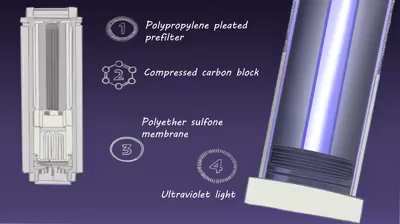 1
Polypropylene pleated
prefilter
2
Compressed carbon block
Polyether sulfone
membrane
3
4
Ultraviolet light